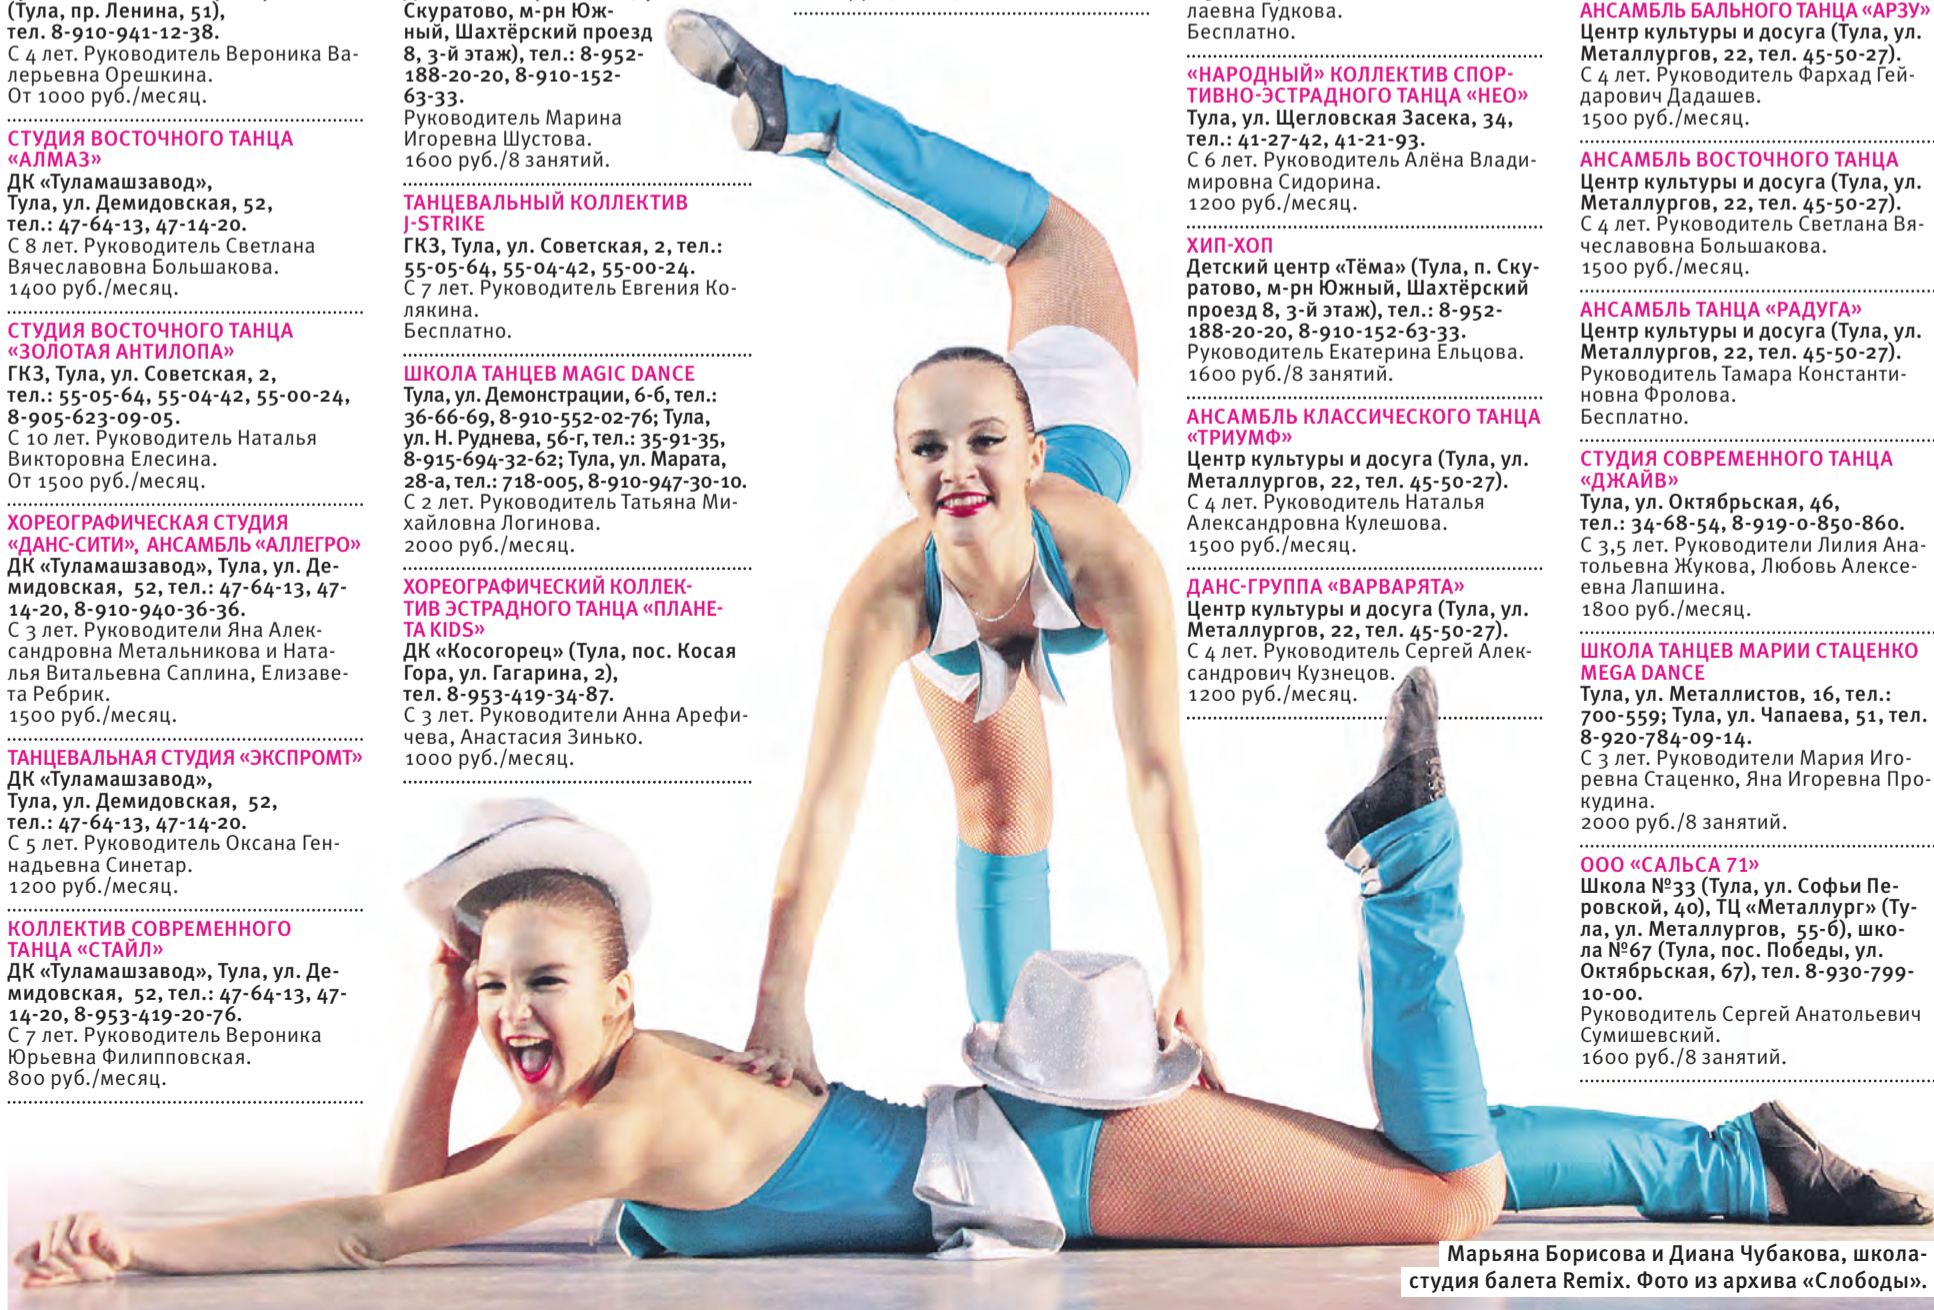 (Тула, пр. Ленина, 51),
тел. 8-910-941-12-38.
С 4 лет. Руководитель Вероника Ва-
лерьевна Орешкина.
От 1000 руб./месяц.
СТУДИЯ ВОСТОЧНОГО ТАНЦА
«АЛМАЗ»
ДК «Туламашзавод»,
Тула, ул. Демидовская, 52,
тел.: 47-64-13, 47-14-20.
С 8 лет. Руководитель Светлана
Вячеславовна Большакова.
1400 руб./месяц.
СТУДИЯ ВОСТОЧНОГО ТАНЦА
«ЗОЛОТАЯ АНТИЛОПА»
ГКЗ, Тула, ул. Советская, 2,
тел.: 55-05-64, 55-04-42, 55-00-24,
8-905-623-09-05.
С 10 лет. Руководитель Наталья
Викторовна Елесина.
От 1500 руб./месяц.
ХОРЕОГРАФИЧЕСКАЯ СТУДИЯ
«ДАНС-СИТИ», АНСАМБЛЬ «АЛЛЕГРО»
ДК «Туламашзавод», Тула, ул. Де-
мидовская, 52, тел.: 47-64-13, 47-
14-20, 8-910-940-36-36.
С 3 лет. Руководители Яна Алек-
сандровна Метальникова и Ната-
лья Витальевна Саплина, Елизаве-
та Ребрик.
1500 руб./месяц.
ТАНЦЕВАЛЬНАЯ СТУДИЯ «ЭКСПРОМТ»
ДК «Туламашзавод»,
Тула, ул. Демидовская, 52,
тел.: 47-64-13, 47-14-20.
С 5 лет. Руководитель Оксана Ген-
надьевна Синетар.
1200 руб./месяц.
КОЛЛЕКТИВ СОВРЕМЕННОГО
ТАНЦА «СТАЙЛ»
ДК «Туламашзавод», Тула, ул. Де-
мидовская, 52, тел.: 47-64-13, 47-
14-20, 8-953-419-20-76.
С 7 лет. Руководитель Вероника
Юрьевна Филипповская.
800 руб./месяц.
Скуратово, м-рн Юж-
ный, Шахтёрский проезд
8, 3-й этаж), тел.: 8-952-
188-20-20, 8-910-152-
63-33.
Руководитель Марина
Игоревна Шустова.
1600 руб./8 занятий.
ТАНЦЕВАЛЬНЫЙ КОЛЛЕКТИВ
J-STRIKE
ГКЗ, Тула, ул. Советская, 2, тел.:
55-05-64, 55-04-42, 55-00-24.
С 7 лет. Руководитель Евгения Ко-
лякина.
Бесплатно.
ШКОЛА ТАНЦЕВ MAGIC DANCE
Тула, ул. Демонстрации, 6-б, тел.:
36-66-69, 8-910-552-02-76; Тула,
ул. Н. Руднева, 56-г, тел.: 35-91-35,
8-915-694-32-62; Тула, ул. Марата,
28-а, тел.: 718-005, 8-910-947-30-10.
С 2 лет. Руководитель Татьяна Ми-
хайловна Логинова.
2000 руб./месяц.
ХОРЕОГРАФИЧЕСКИЙ КОЛЛЕК-
ТИВ ЭСТРАДНОГО ТАНЦА «ПЛАНЕ-
ТА KIDS»
ДК «Косогорец» (Тула, пос. Косая
Гора, ул. Гагарина, 2),
тел. 8-953-419-34-87.
С 3 лет. Руководители Анна Арефи-
чева, Анастасия Зинько.
1000 руб./месяц.
лаевна Гудкова.
Бесплатно.
«НАРОДНЫЙ» КОЛЛЕКТИВ СПОР-
ТИВНО-ЭСТРАДНОГО ТАНЦА «НЕО»
Тула, ул. Щегловская Засека, 34,
тел.: 41-27-42, 41-21-93.
С 6 лет. Руководитель Алёна Влади-
мировна Сидорина.
1200 руб./месяц.
ХИП-ХОП
Детский центр «Тёма» (Тула, п. Ску-
ратово, м-рн Южный, Шахтёрский
проезд 8, 3-й этаж), тел.: 8-952-
188-20-20, 8-910-152-63-33.
Руководитель Екатерина Ельцова.
1600 руб./8 занятий.
АНСАМБЛЬ КЛАССИЧЕСКОГО ТАНЦА
«ТРИУМФ»
Центр культуры и досуга (Тула, ул.
Металлургов, 22, тел. 45-50-27).
С 4 лет. Руководитель Наталья
Александровна Кулешова.
1500 руб./месяц.
ДАНС-ГРУППА «ВАРВАРЯТА»
Центр культуры и досуга (Тула, ул.
Металлургов, 22, тел. 45-50-27).
С 4 лет. Руководитель Сергей Алек-
сандрович Кузнецов.
1200 руб./месяц.
АНСАМБЛЬ БАЛЬНОГО ТАНЦА «АРЗУ»
Центр культуры и досуга (Тула, ул.
Металлургов, 22, тел. 45-50-27).
С 4 лет. Руководитель Фархад Гей-
дарович Дадашев.
1500 руб./месяц.
АНСАМБЛЬ ВОСТОЧНОГО ТАНЦА
Центр культуры и досуга (Тула, ул.
Металлургов, 22, тел. 45-50-27).
С 4 лет. Руководитель Светлана Вя-
чеславовна Большакова.
1500 руб./месяц.
АНСАМБЛЬ ТАНЦА «РАДУГА»
Центр культуры и досуга (Тула, ул.
Металлургов, 22, тел. 45-50-27).
Руководитель Тамара Константи-
новна Фролова.
Бесплатно.
СТУДИЯ СОВРЕМЕННОГО ТАНЦА
«ДЖАЙВ»
Тула, ул. Октябрьская, 46,
тел.: 34-68-54, 8-919-0-850-860.
С 3,5 лет. Руководители Лилия Ана-
тольевна Жукова, Любовь Алексе-
евна Лапшина.
1800 руб./месяц.
ШКОЛА ТАНЦЕВ МАРИИ СТАЦЕНКО
MEGA DANCE
Тула, ул. Металлистов, 16, тел.:
700-559; Тула, ул. Чапаева, 51, тел.
8-920-784-09-14.
С 3 лет. Руководители Мария Иго-
ревна Стаценко, Яна Игоревна Про-
кудина.
2000 руб./8 занятий.
ООО «САЛЬСА 71»
Школа №33 (Тула, ул. Софьи Пе-
ровской, 40), ТЦ «Металлург» (Ту-
ла, ул. Металлургов, 55-б), шко-
ла №67 (Тула, пос. Победы, ул.
Октябрьская, 67), тел. 8-930-799-
10-00.
Руководитель Сергей Анатольевич
Сумишевский.
1600 руб./8 занятий.
Марьяна Борисова и Диана Чубакова, школа-
студия балета Remix. Фото из архива «Слободы».